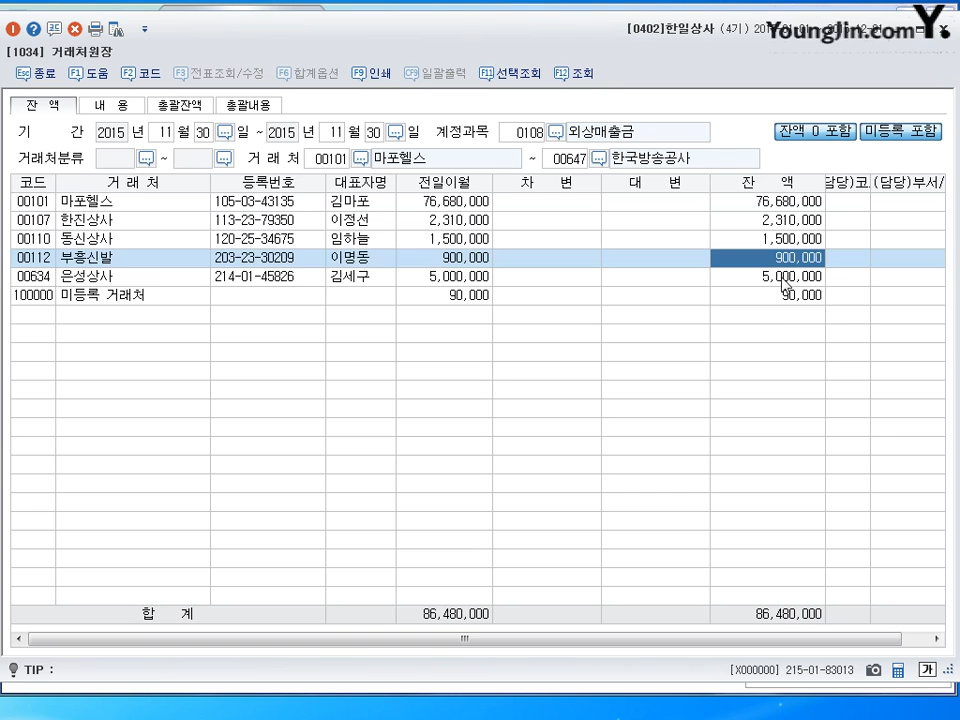 [0402]한일상사 (4기)
YoungJin.com Y.
[1034] 거래처원장
Esc 종료 F1 도움 F2 코드 F3 전표조회/수정 F6 합계옵션 F9 인쇄 CF9 일괄출력 F11 선택조회 F12 조회
잔 액 내 용 총괄잔액 총괄내용
기 간 2015 년 11 월 30 일 ~ 2015 년 11 월 30 일 계정과목 0108 외상매출금 잔액 0 포함 미등록 포함
거래처분류 ~ 거 래 처 00101 마포헬스 ~ 00647 한국방송공사
코드 거 래 처 등록번호 대표자명 전일이월 차 변 대 변 잔 액 (담당)코 (담당)부서/
00101 마포헬스 105-03-43135 김마포 76,680,000 76,680,000
00107 한진상사 113-23-79350 이정선 2,310,000 2,310,000
00110 동신상사 120-25-34675 임하늘 1,500,000 1,500,000
00112 부흥신발 203-23-30209 이명동 900,000 900,000
00634 은성상사 214-01-45826 김세구 5,000,000 5,000,000
100000 미등록 거래처 90,000 90,000
합 계 86,480,000 86,480,000
TIP : [X000000] 215-01-83013 가